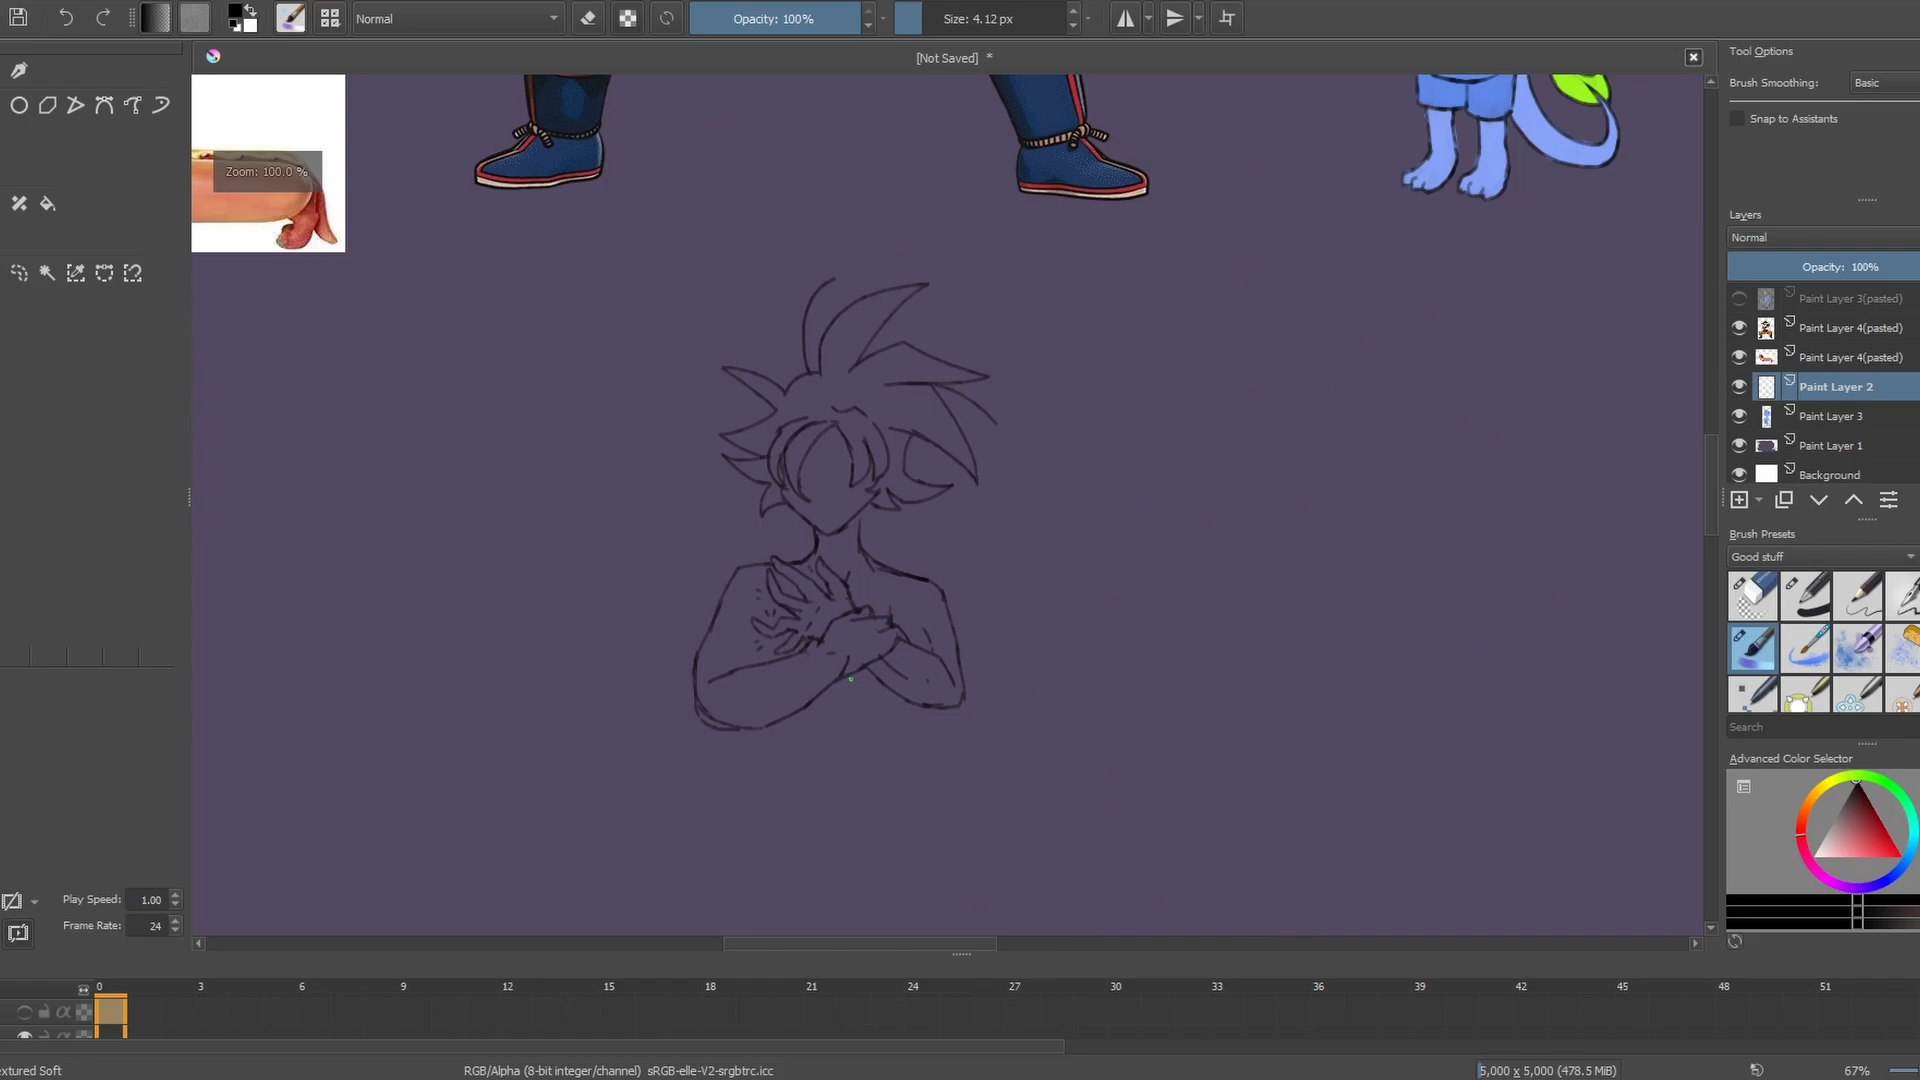 Normal
Opacity: 100%
Size: 4.12 px
[Not Saved] *
Tool Options
Brush Smoothing:
Basic
Snap to Assistants
Zoom: 100.0 %
Layers
Normal
Opacity: 100%
Paint Layer 3(pasted)
Paint Layer 4(pasted)
Paint Layer 4(pasted)
Paint Layer 2
Paint Layer 3
Paint Layer 1
Background
Brush Presets
Good stuff
Search
Advanced Color Selector
Play Speed: 1.00
Frame Rate: 24
0 3 6 9 12 15 18 21 24 27 30 33 36 39 42 45 48 51
xtured Soft
RGB/Alpha (8-bit integer/channel) sRGB-elle-V2-srgbtrc.icc
5,000 x 5,000 (478.5 MiB)
67%